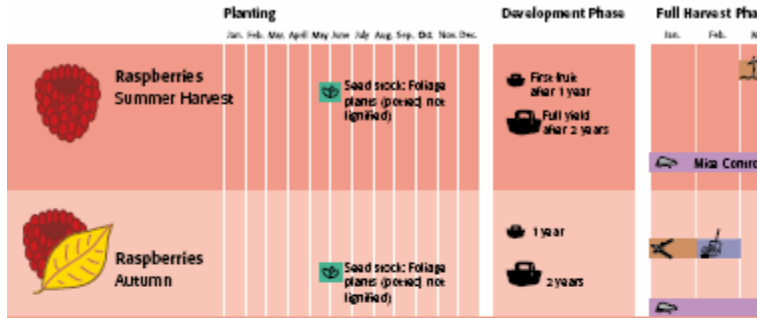 Planting
Development Phase
Full Harvest Pha
Jan. Feb. Mar. April May June July Aug. Sep. Oct. Nov. Dec.
Jan. Feb.
Raspberries
Summer Harvest
Seed stock: Foliage
plants (potted) not
lignified)
First fruit
after 1 year
Full yield
after 2 years
Mice Contro
Raspberries
Autumn
Seed stock: Foliage
plants (potted) not
lignified)
1 year
2 years